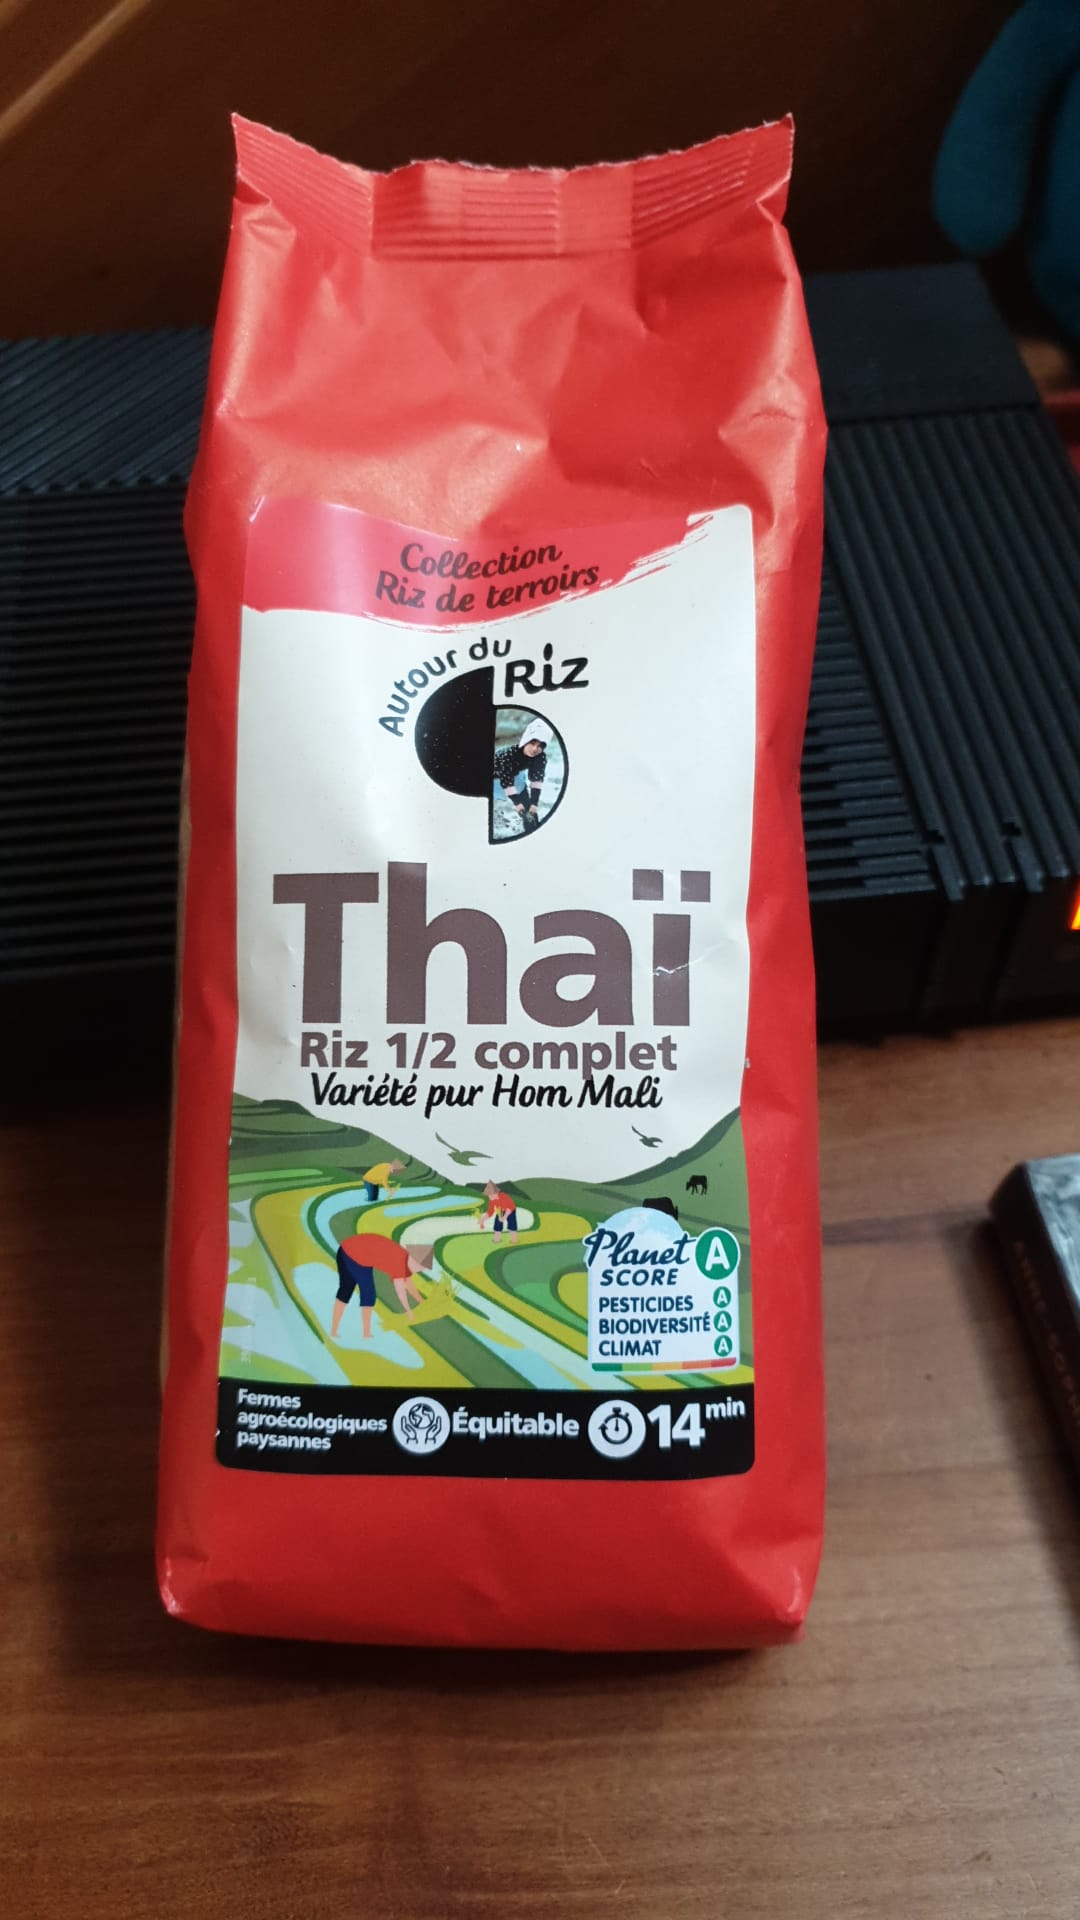 Collection
Riz de terroirs
Autour du
Riz
Thaï
Riz 1/2 complet
Variété pur Hom Mali
Planet A
SCORE
PESTICIDES A
BIODIVERSITÉ A
CLIMAT A
Fermes
agroécologiques
paysannes
Équitable
14 min